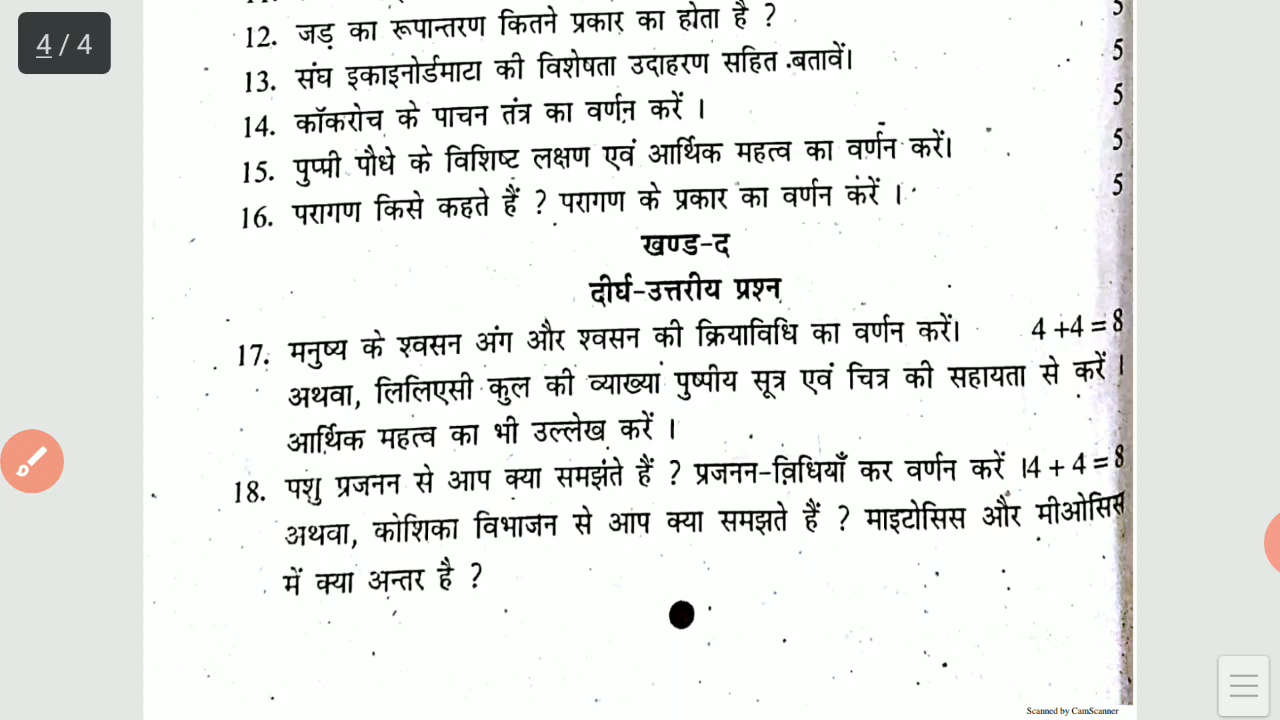 4 / 4
12. जड़ का रूपान्तरण कितने प्रकार का होता है ? 5
13. संघ इकाइनोर्डमाटा की विशेषता उदाहरण सहित बतावें। 5
14. कॉकरोच के पाचन तंत्र का वर्णन करें । 5
15. पुष्पी पौधे के विशिष्ट लक्षण एवं आर्थिक महत्व का वर्णन करें। 5
16. परागण किसे कहते हैं ? परागण के प्रकार का वर्णन करें । 5
खण्ड-द
दीर्घ-उत्तरीय प्रश्न
17. मनुष्य के श्वसन अंग और श्वसन की क्रियाविधि का वर्णन करें। 4 +4 = 8
अथवा, लिलिएसी कुल की व्याख्या पुष्पीय सूत्र एवं चित्र की सहायता से करें ।
आर्थिक महत्व का भी उल्लेख करें ।
18. पशु प्रजनन से आप क्या समझते हैं ? प्रजनन-विधियाँ कर वर्णन करें ।4 + 4 = 8
अथवा, कोशिका विभाजन से आप क्या समझते हैं ? माइटोसिस और मीओसिस
में क्या अन्तर है ?
Scanned by CamScanner